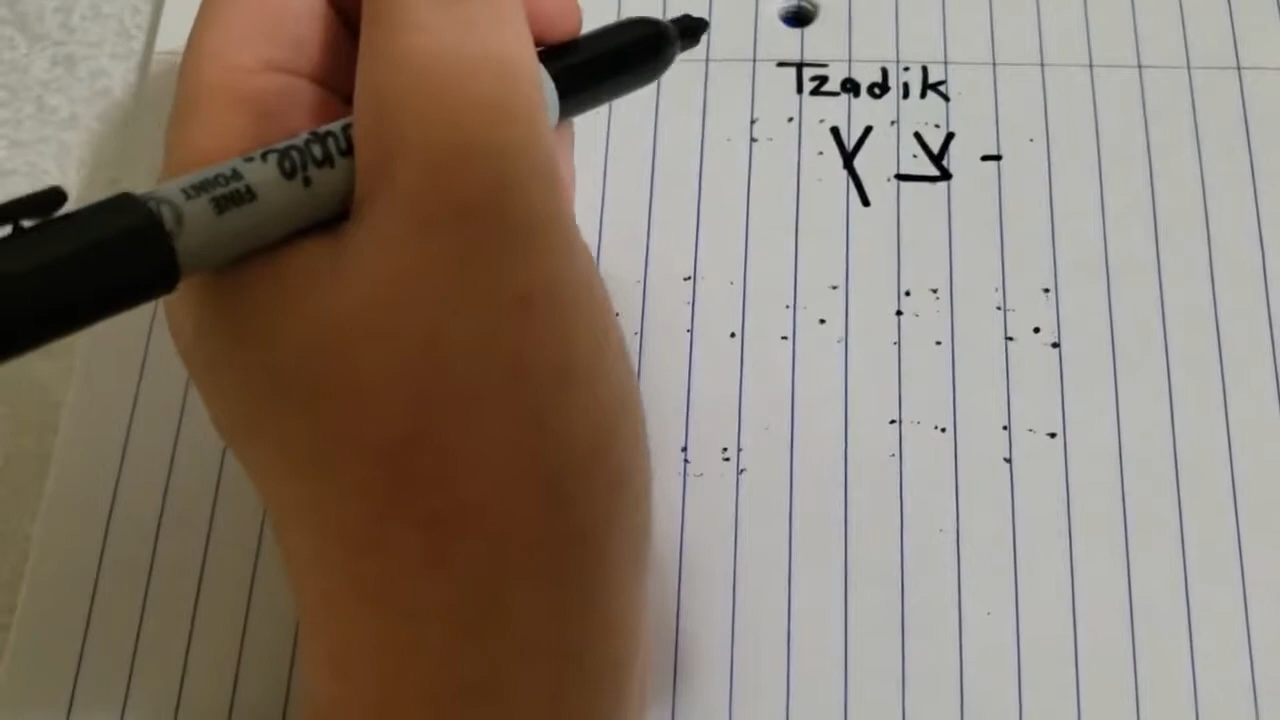 Tzadik
ץ צ -
FINE
POINT